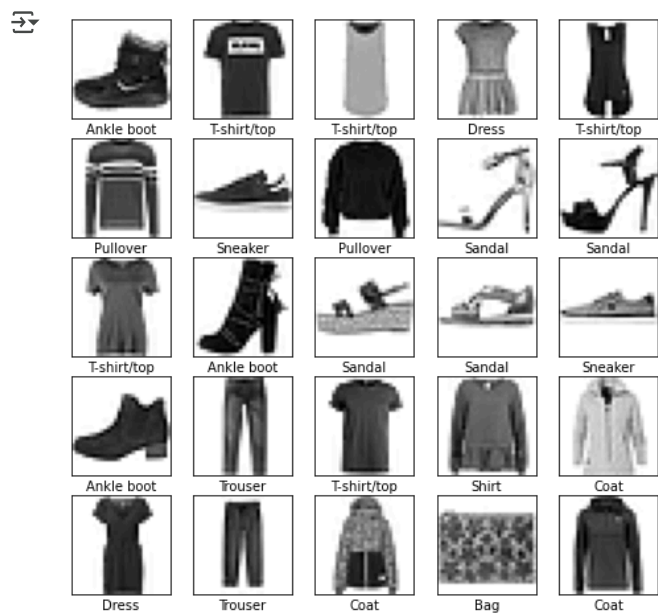 Ankle boot T-shirt/top T-shirt/top Dress T-shirt/top
Pullover Sneaker Pullover Sandal Sandal
T-shirt/top Ankle boot Sandal Sandal Sneaker
Ankle boot Trouser T-shirt/top Shirt Coat
Dress Trouser Coat Bag Coat